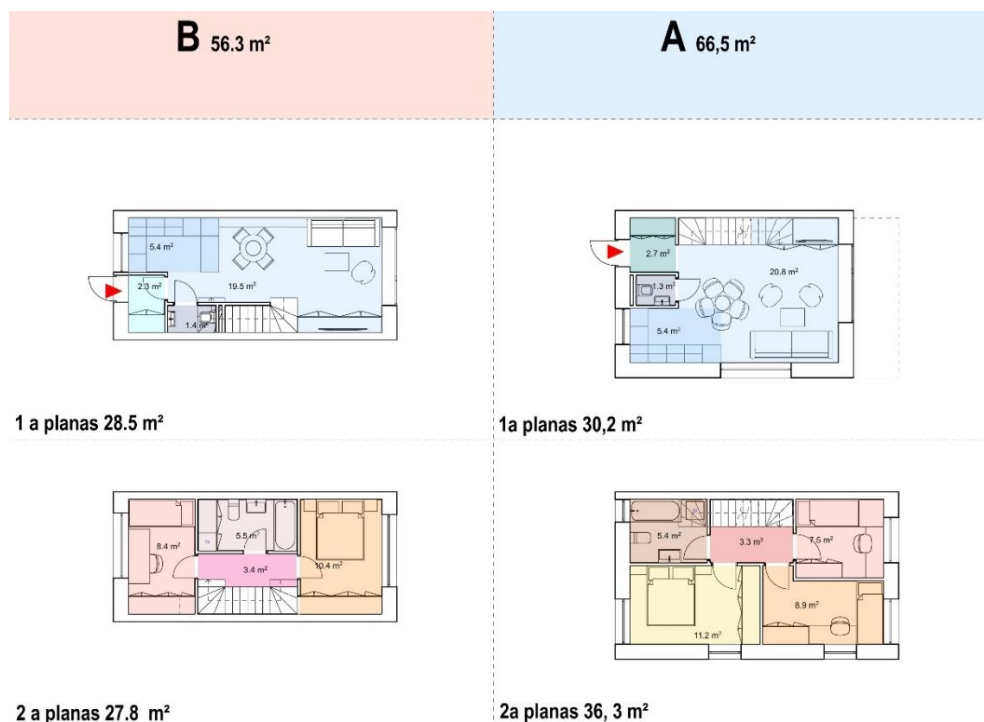 B 56.3 m²
A 66,5 m²
5.4 m²
2.3 m²
19.5 m²
1.4 m²
1 a planas 28.5 m²
2.7 m²
1.3 m²
20.8 m²
5.4 m²
1a planas 30,2 m²
8.4 m²
5.5 m²
3.4 m²
10.4 m²
2 a planas 27.8 m²
5.4 m²
3.3 m²
7.5 m²
11.2 m²
8.9 m²
2a planas 36, 3 m²